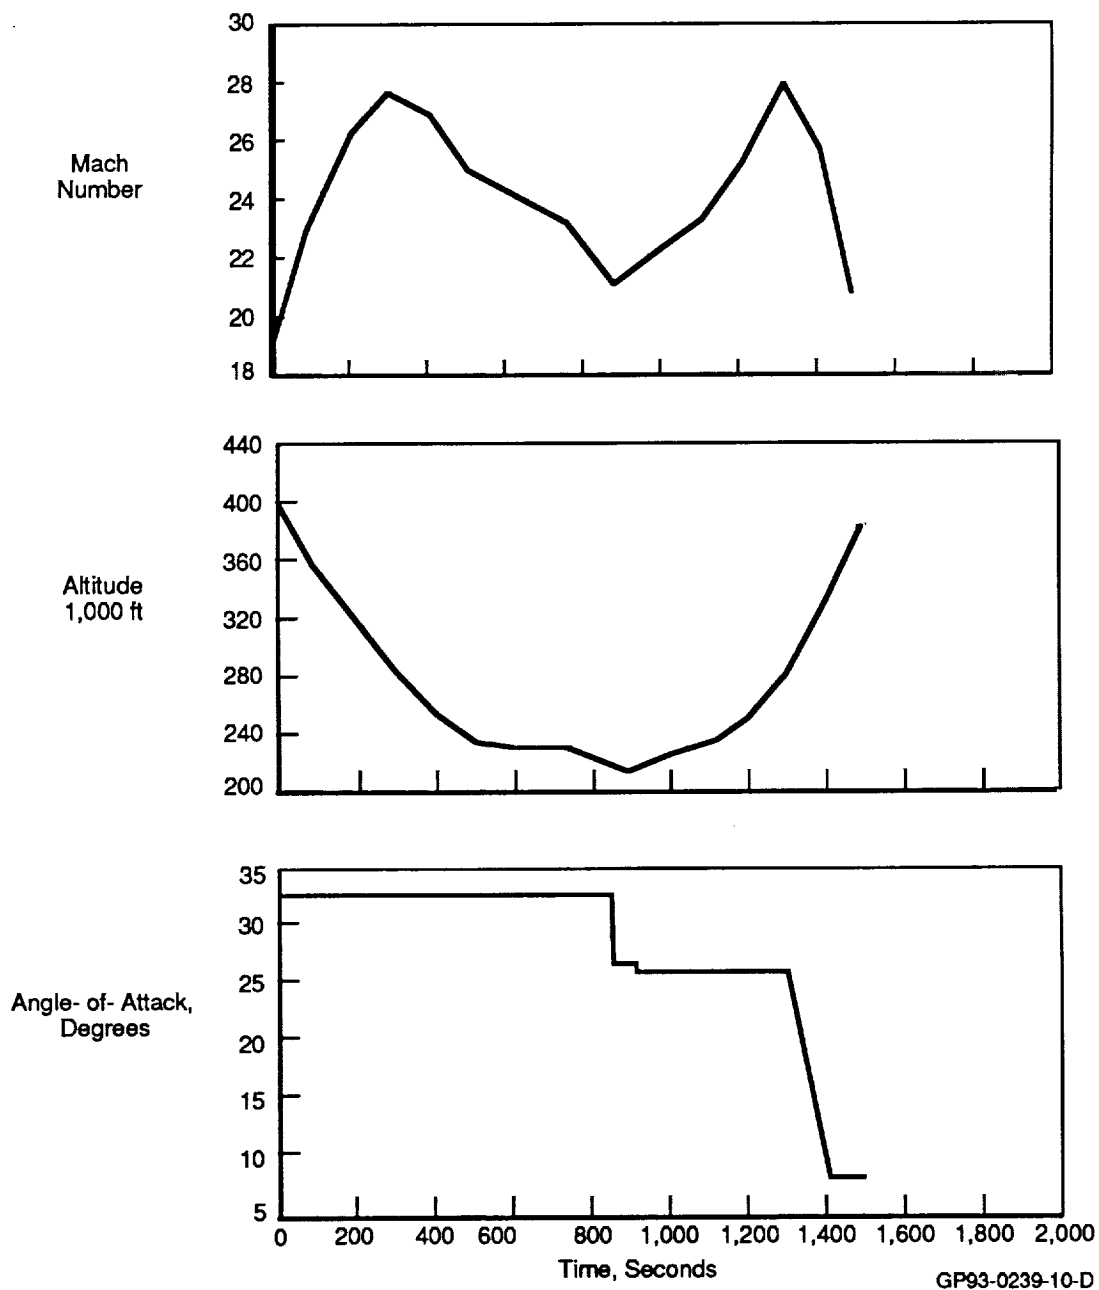 30
28
26
24
22
20
18
Mach
Number
440
400
360
320
280
240
200
Altitude
1,000 ft
35
30
25
20
15
10
5
Angle- of- Attack,
Degrees
0 200 400 600 800 1,000 1,200 1,400 1,600 1,800 2,000
Time, Seconds
GP93-0239-10-D